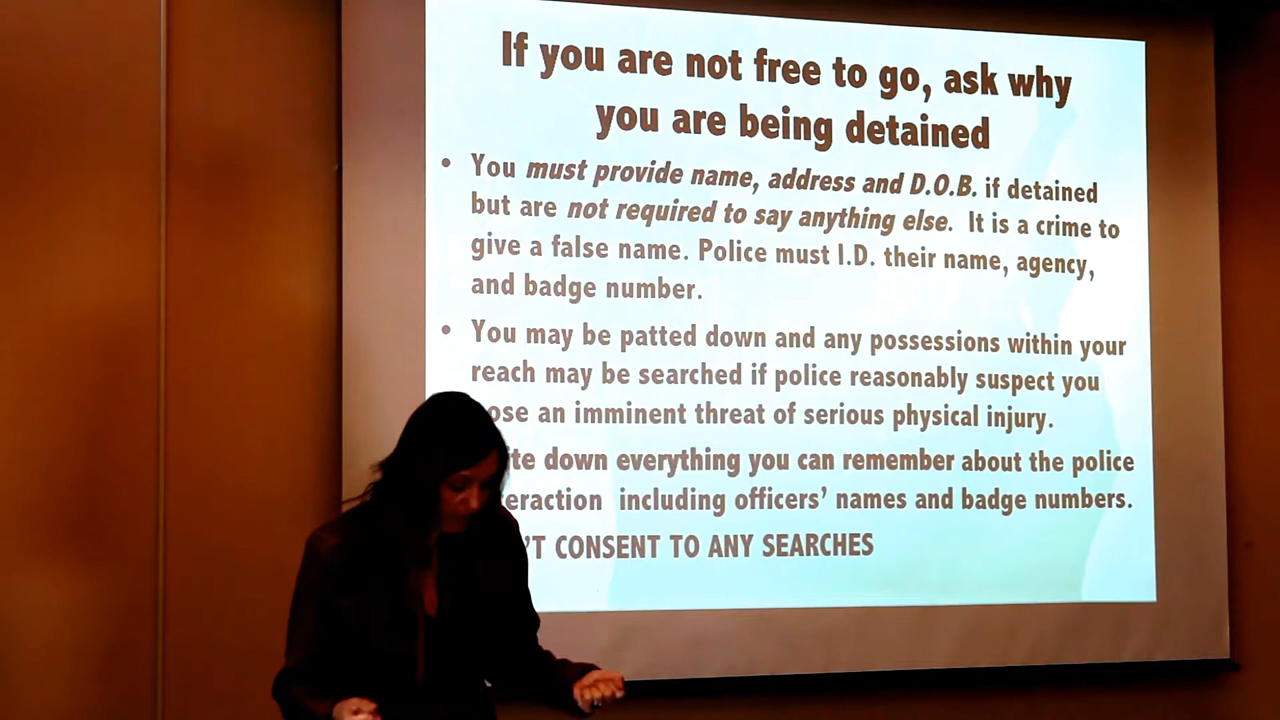 If you are not free to go, ask why
you are being detained
• You must provide name, address and D.O.B. if detained
but are not required to say anything else. It is a crime to
give a false name. Police must I.D. their name, agency,
and badge number.
• You may be patted down and any possessions within your
reach may be searched if police reasonably suspect you
ose an imminent threat of serious physical injury.
ite down everything you can remember about the police
eraction including officers' names and badge numbers.
'T CONSENT TO ANY SEARCHES